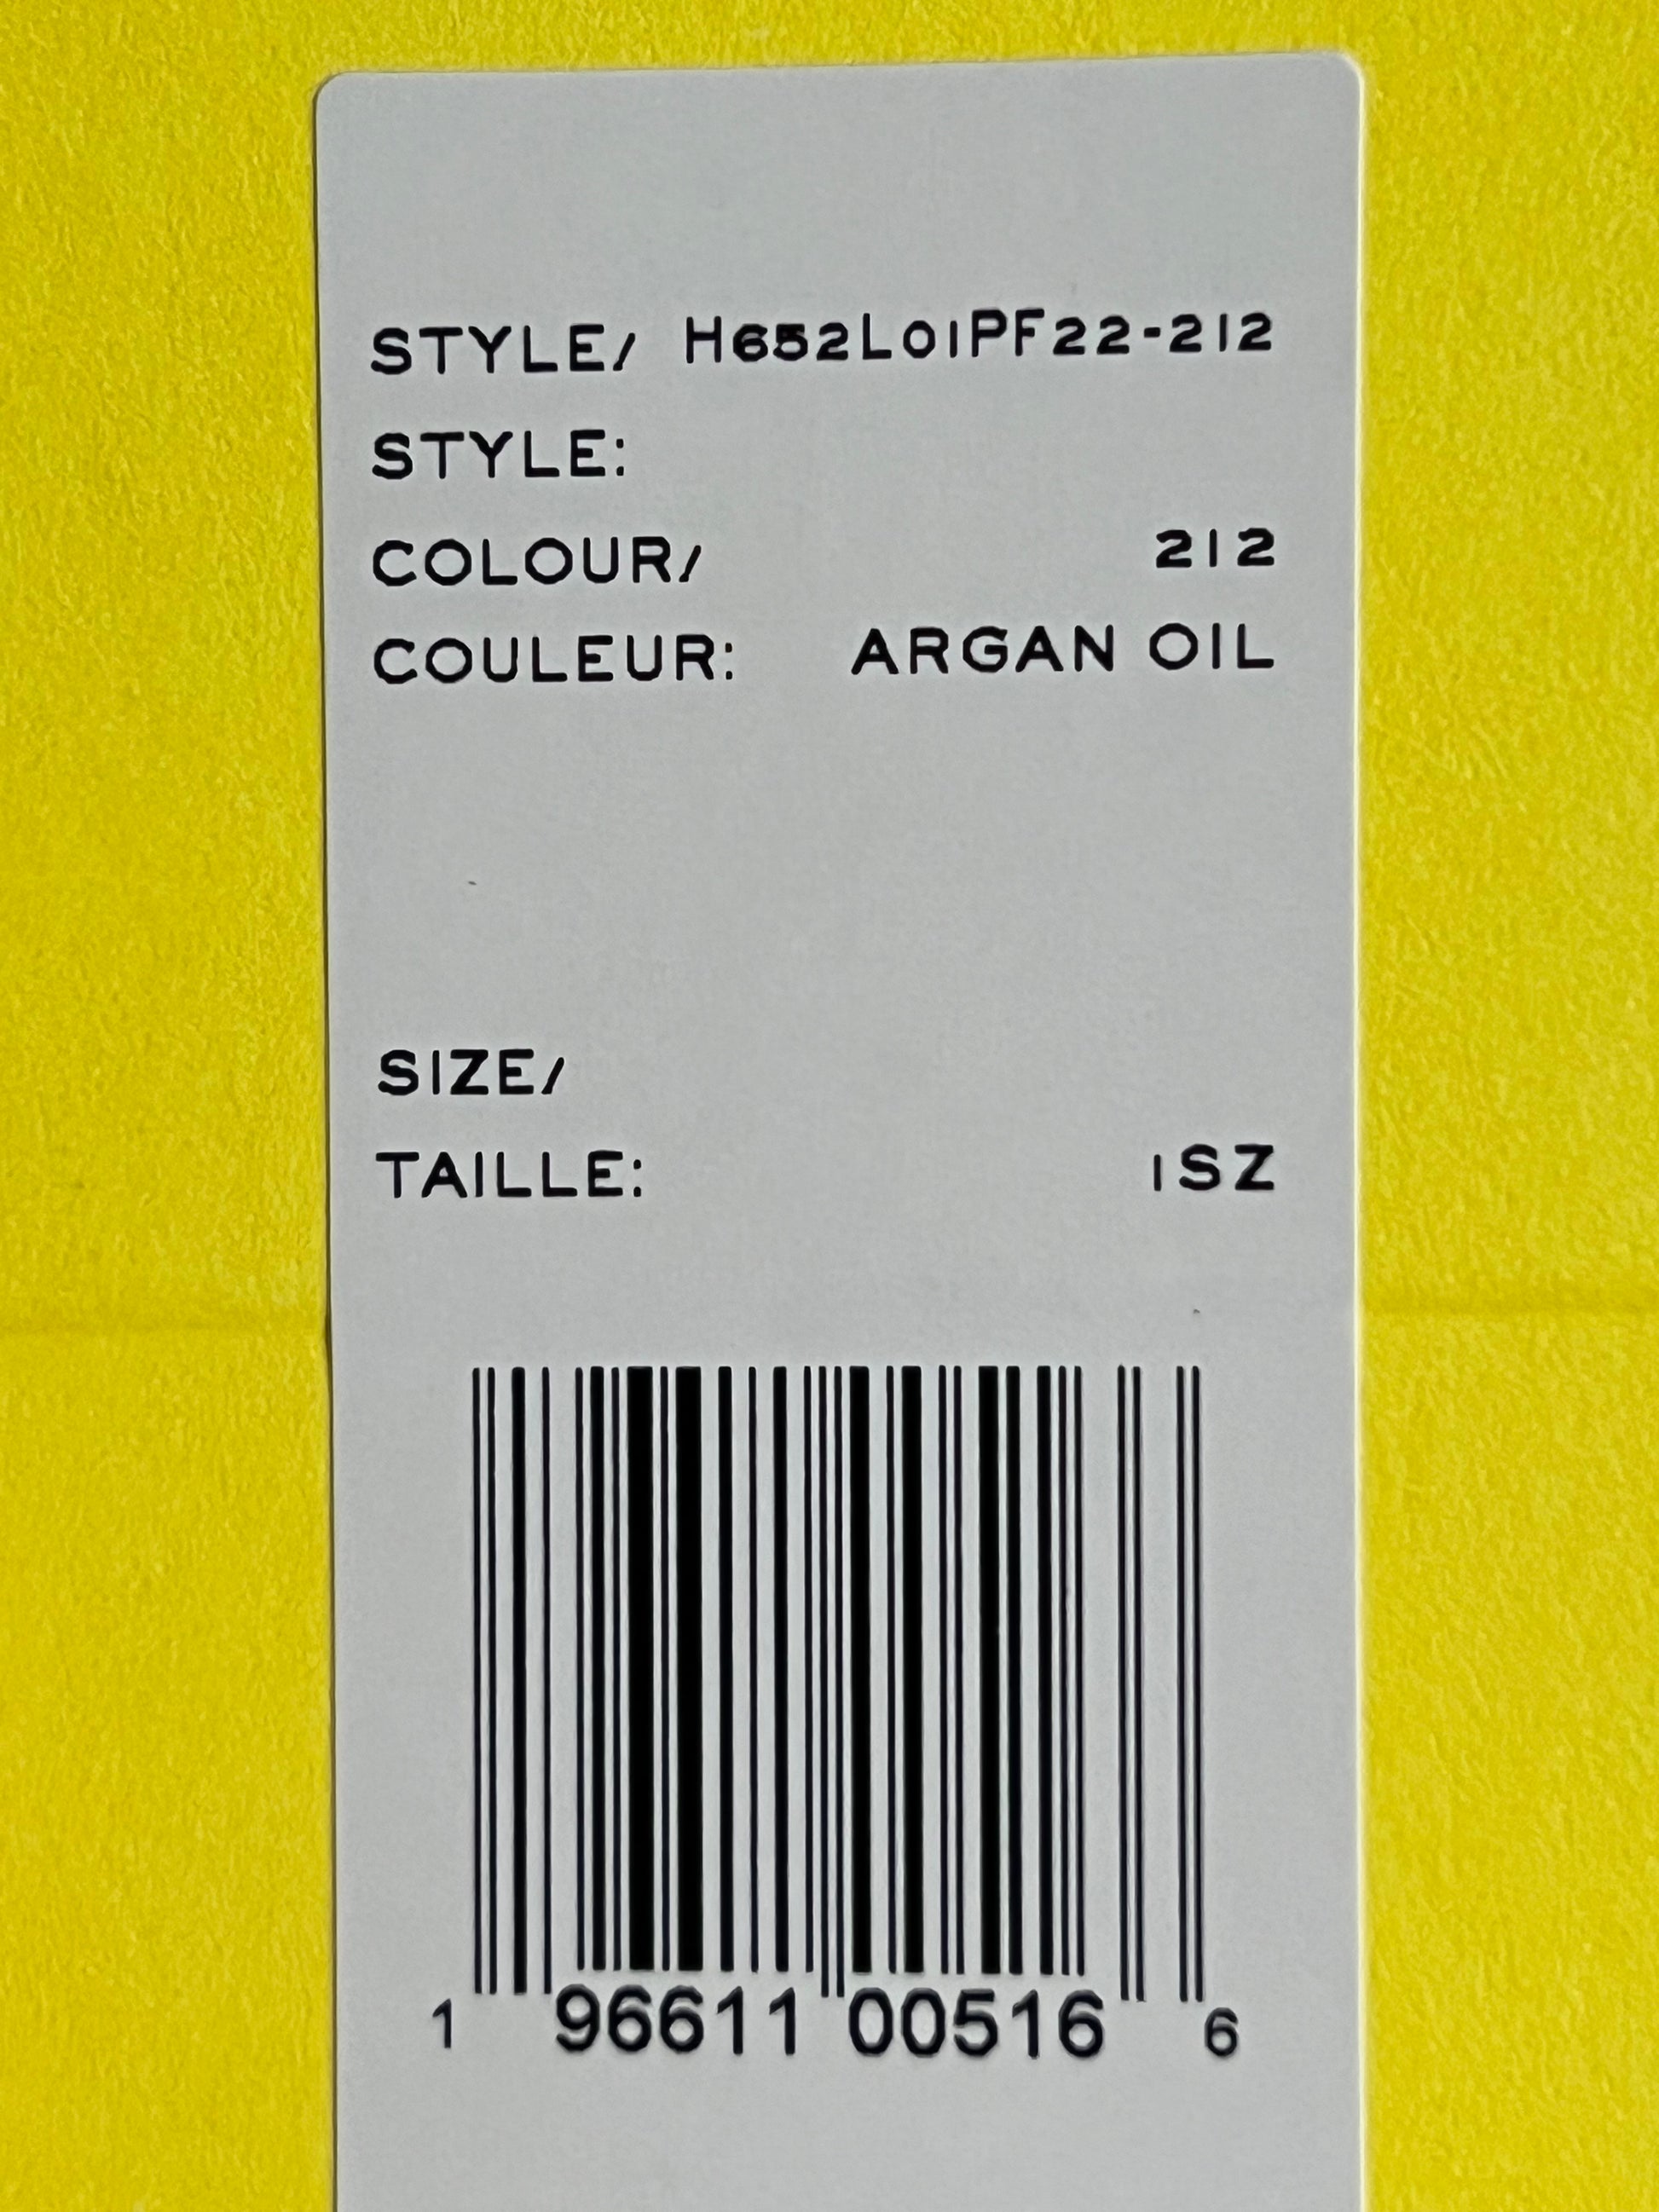 STYLE/ H652L01PF22-212
STYLE:
COLOUR/ 212
COULEUR: ARGAN OIL
SIZE/
TAILLE: 1SZ
1 96611 00516 6